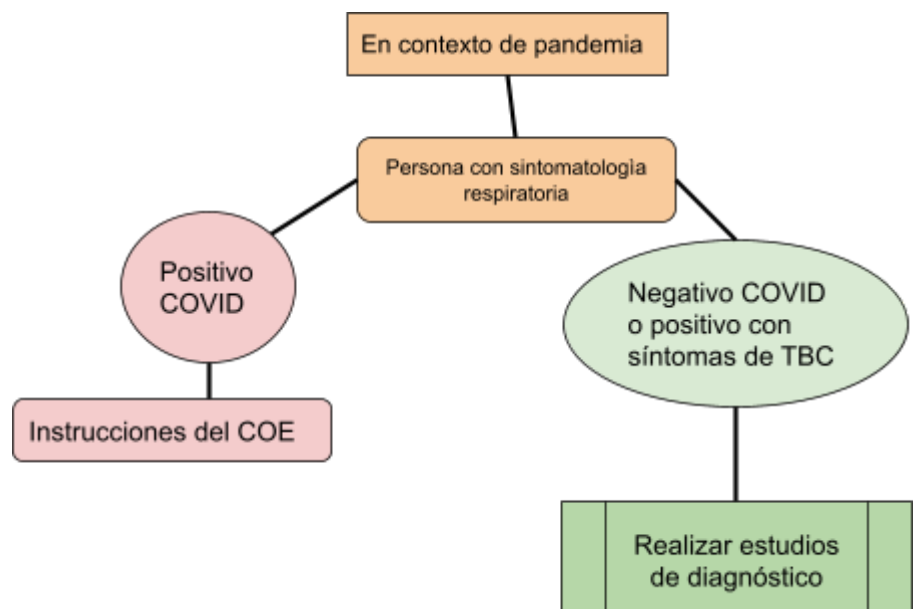 En contexto de pandemia
Persona con sintomatologìa
respiratoria
Positivo
COVID
Negativo COVID
o positivo con
síntomas de TBC
Instrucciones del COE
Realizar estudios
de diagnóstico